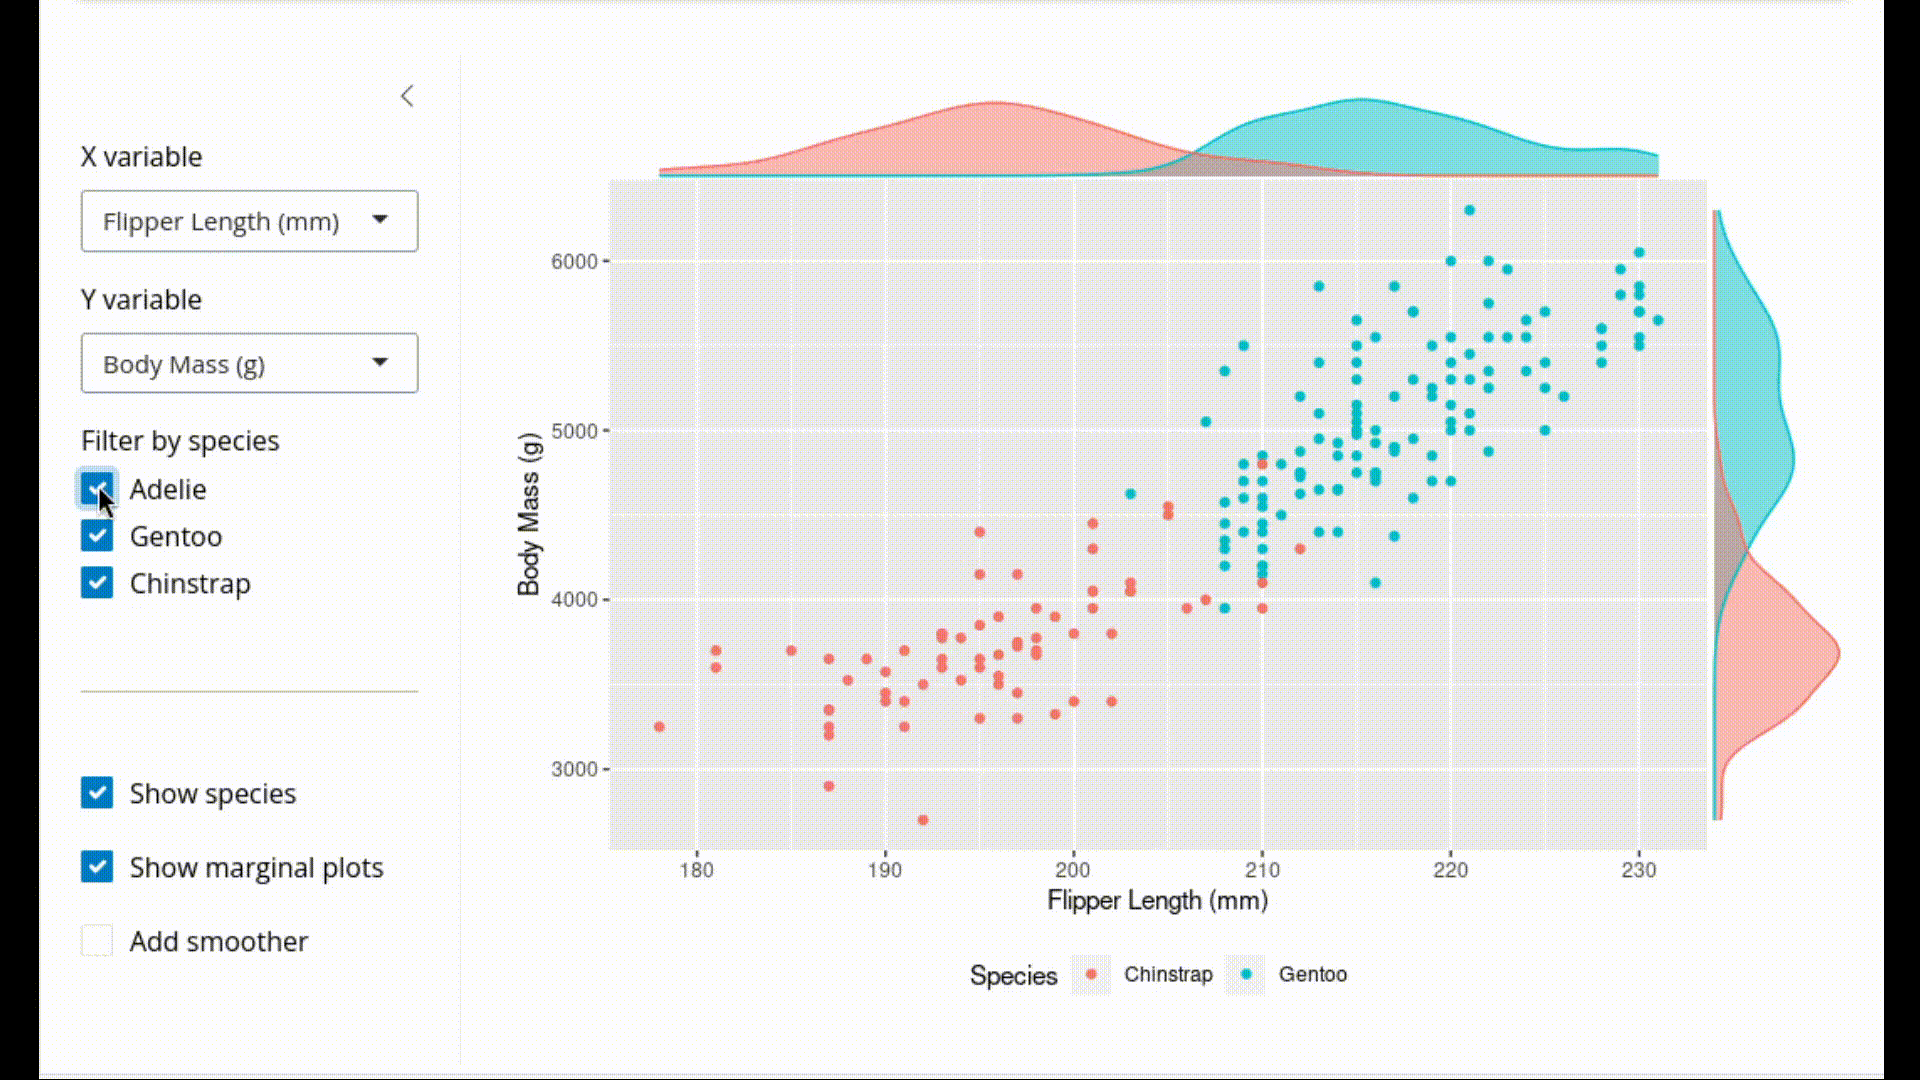 X variable
Flipper Length (mm)
Y variable
Body Mass (g)
Filter by species
Adelie
Gentoo
Chinstrap
Show species
Show marginal plots
Add smoother
Body Mass (g)
6000
5000
4000
3000
180 190 200 210 220 230
Flipper Length (mm)
Species Chinstrap Gentoo